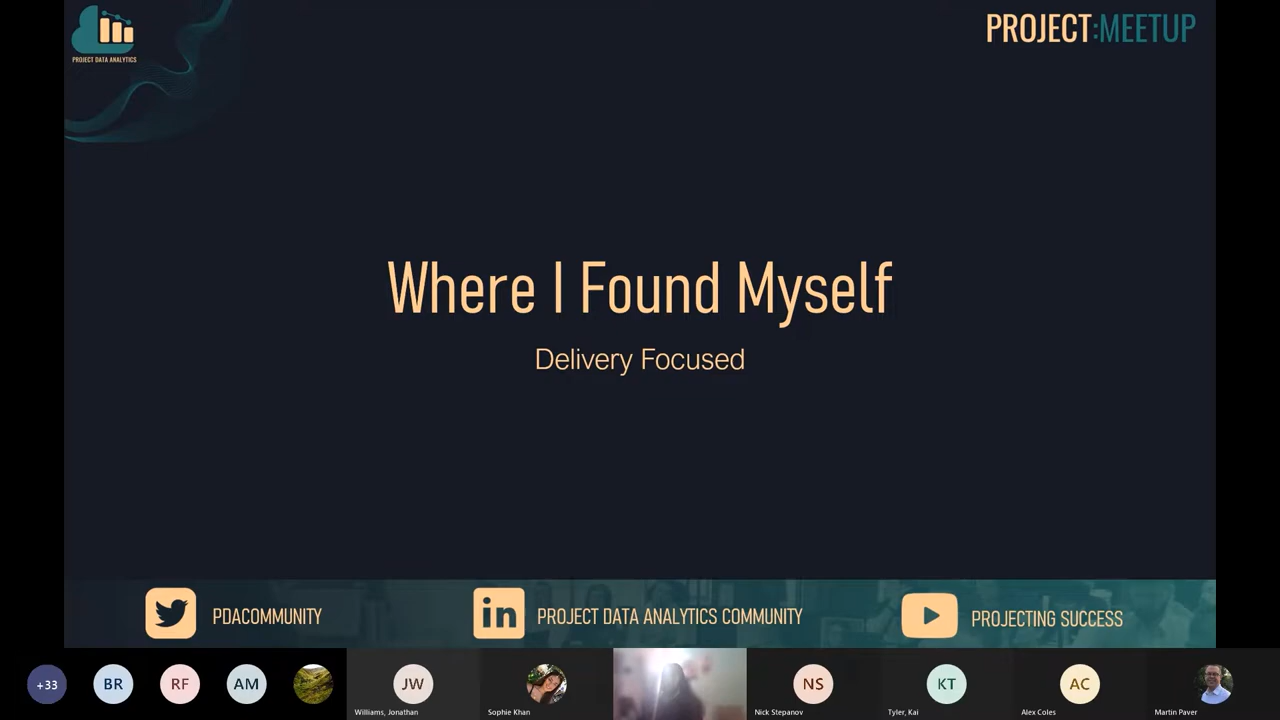 PROJECT DATA ANALYTICS
PROJECT:MEETUP
Where I Found Myself
Delivery Focused
PDACOMMUNITY
in
PROJECT DATA ANALYTICS COMMUNITY
PROJECTING SUCCESS
+33
BR
RF
AM
JW
NS
KT
AC
Williams, Jonathan
Sophie Khan
Nick Stepanov
Tyler, Kai
Alex Coles
Martin Paver